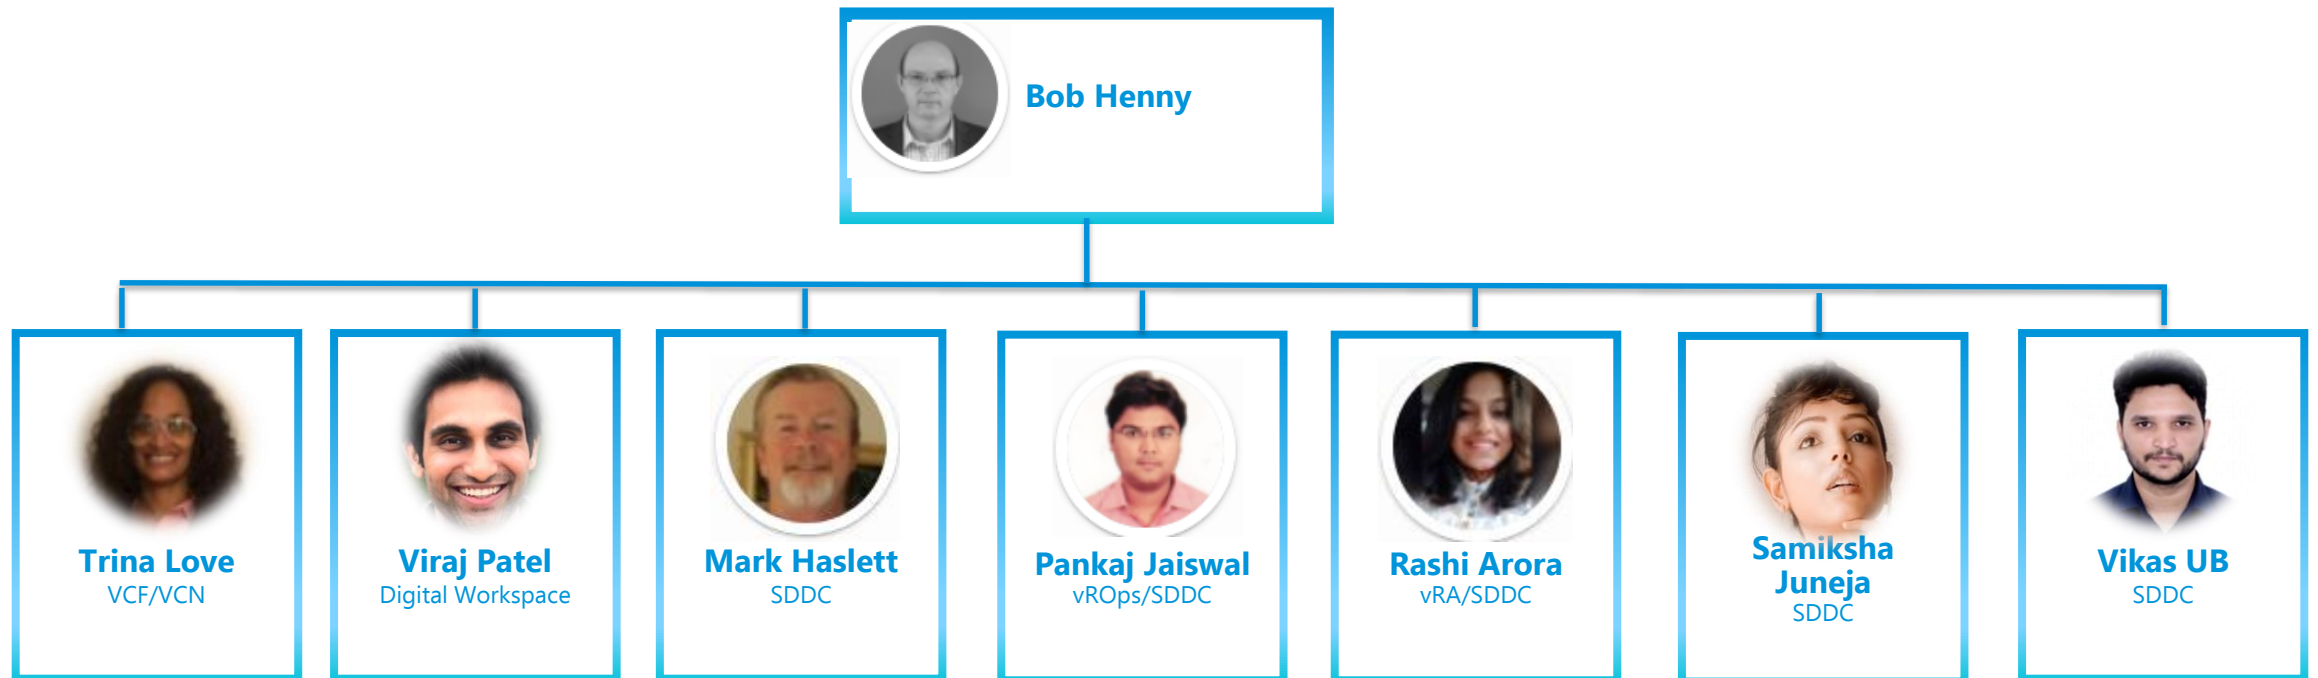 Bob Henny
Trina Love
VCF/VCN
Viraj Patel
Digital Workspace
Mark Haslett
SDDC
Pankaj Jaiswal
vROps/SDDC
Rashi Arora
vRA/SDDC
Samiksha
Juneja
SDDC
Vikas UB
SDDC